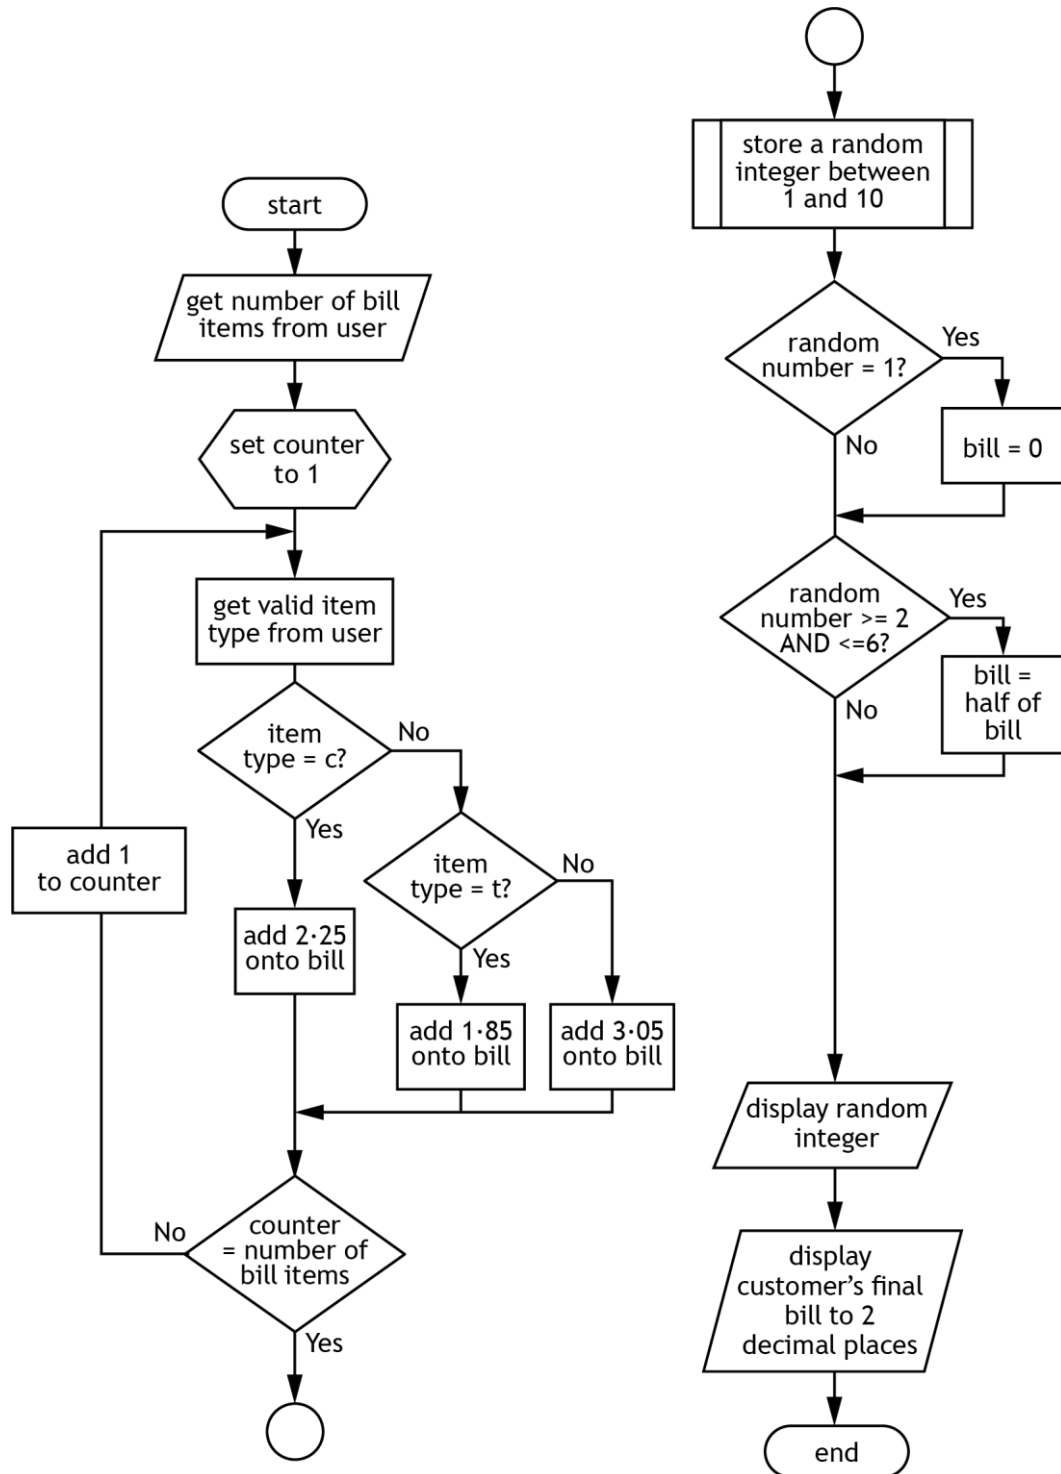 start
get number of bill
items from user
set counter
to 1
get valid item
type from user
item
type = c?
No
Yes
item
type = t?
No
Yes
add 1
to counter
add 2·25
onto bill
add 1·85
onto bill
add 3·05
onto bill
counter
= number of
bill items
No
Yes
store a random
integer between
1 and 10
random
number = 1?
Yes
No
bill = 0
random
number >= 2
AND <=6?
Yes
No
bill =
half of
bill
display random
integer
display
customer's final
bill to 2
decimal places
end